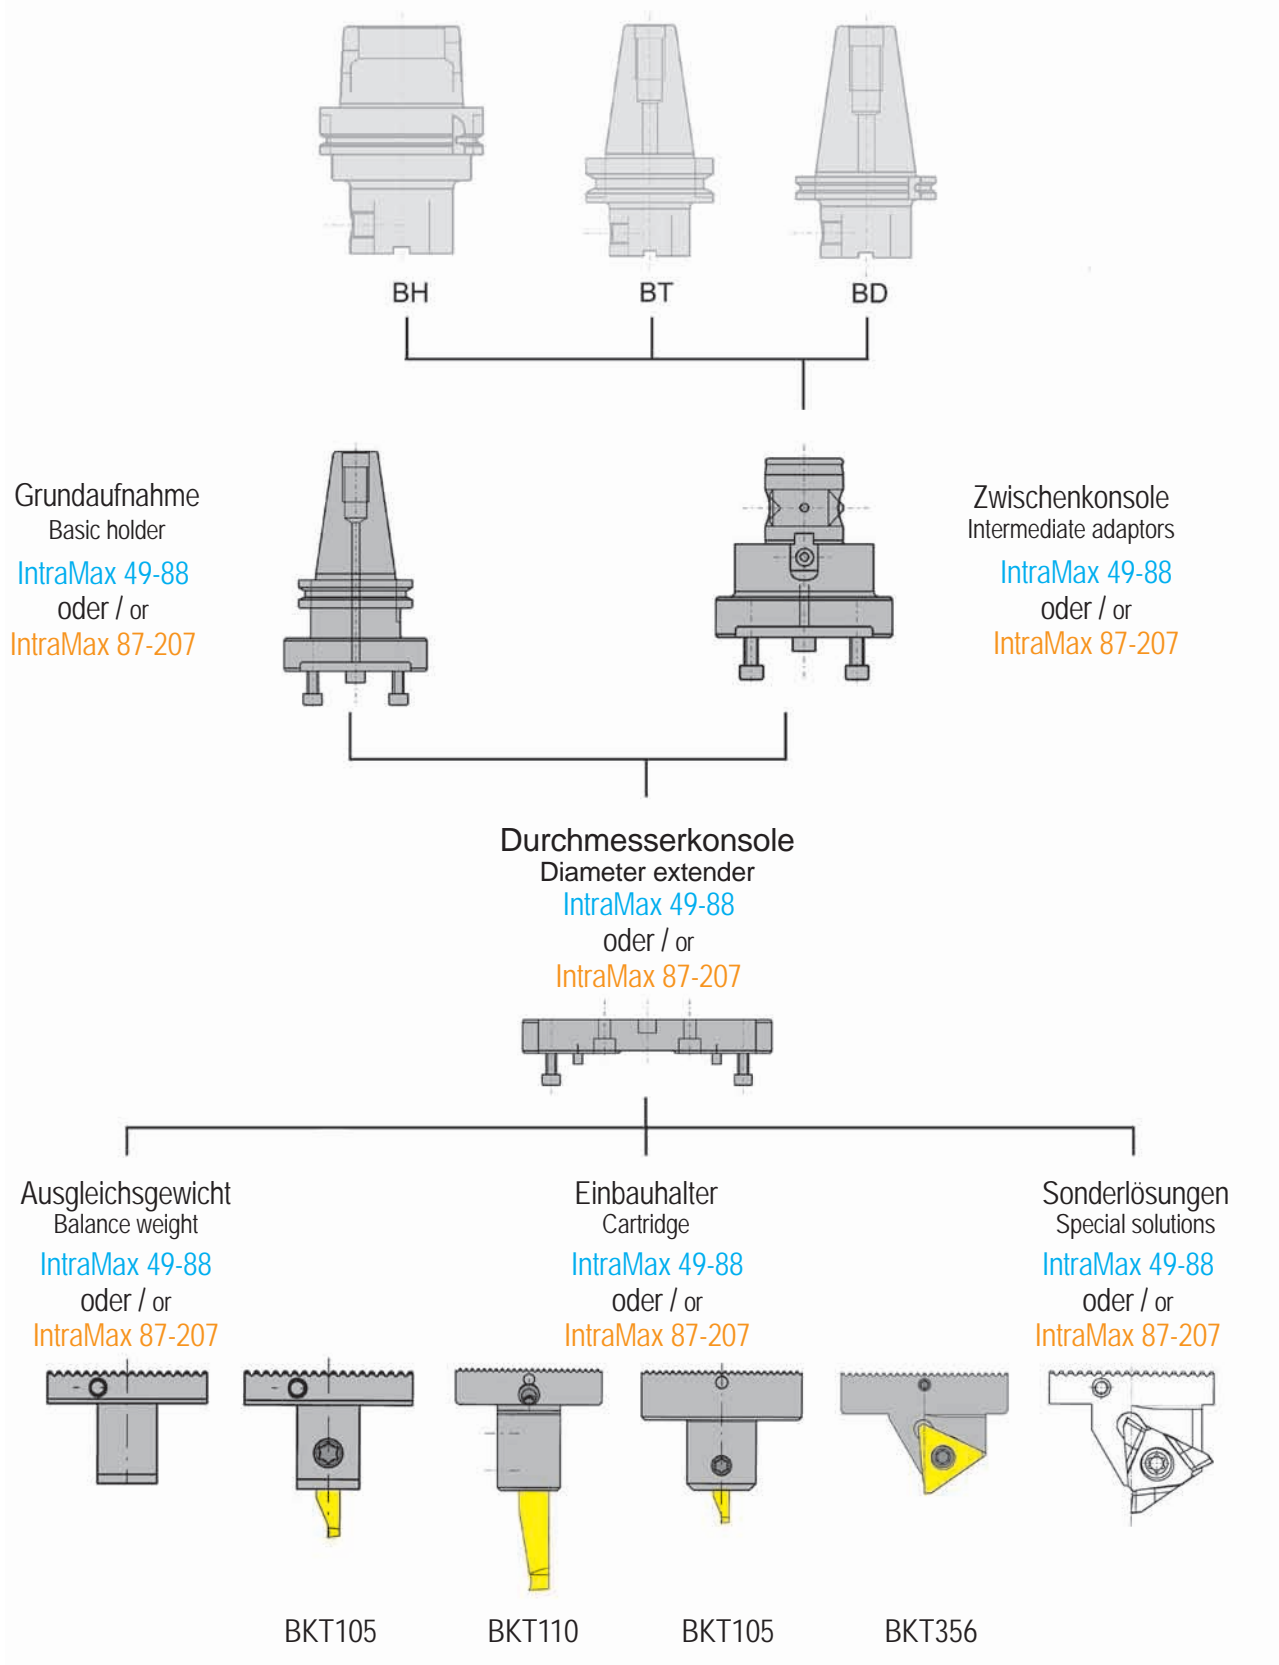 BH
BT
BD
Grundaufnahme
Basic holder
IntraMax 49-88
oder / or
IntraMax 87-207
Zwischenkonsole
Intermediate adaptors
IntraMax 49-88
oder / or
IntraMax 87-207
Durchmesserkonsole
Diameter extender
IntraMax 49-88
oder / or
IntraMax 87-207
Ausgleichsgewicht
Balance weight
IntraMax 49-88
oder / or
IntraMax 87-207
Einbauhalter
Cartridge
IntraMax 49-88
oder / or
IntraMax 87-207
Sonderlösungen
Special solutions
IntraMax 49-88
oder / or
IntraMax 87-207
BKT105
BKT110
BKT105
BKT356